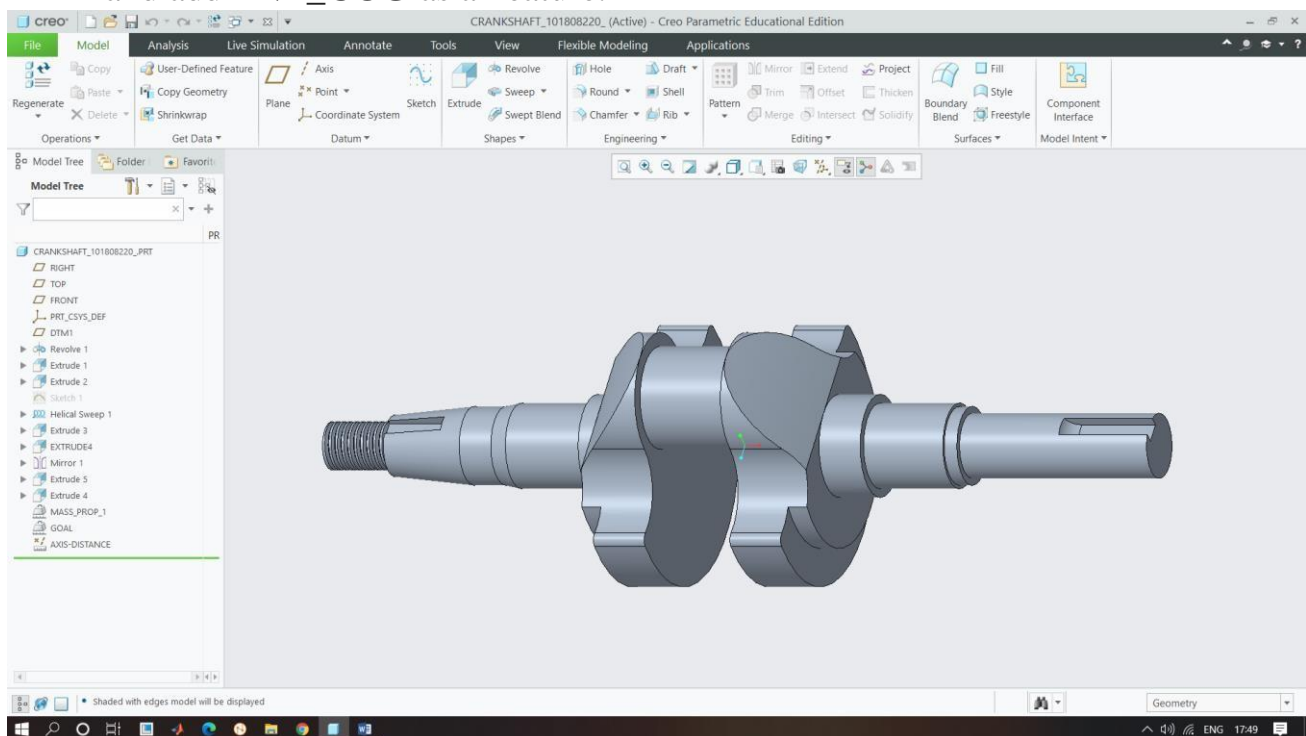 CRANKSHAFT_101808220_ (Active) - Creo Parametric Educational Edition
creo
File Model Analysis Live Simulation Annotate Tools View Flexible Modeling Applications
Regenerate
Copy
Paste
Delete
Operations
User-Defined Feature
Copy Geometry
Shrinkwrap
Get Data
Plane
Axis
Point
Coordinate System
Datum
Sketch
Extrude
Revolve
Sweep
Swept Blend
Shapes
Hole
Round
Chamfer
Draft
Shell
Rib
Engineering
Pattern
Mirror
Trim
Merge
Extend
Offset
Intersect
Project
Thicken
Solidify
Editing
Boundary
Blend
Fill
Style
Freestyle
Surfaces
Component
Interface
Model Intent
Model Tree Folder Favorit
Model Tree
PR
CRANKSHAFT_101808220_.PRT
RIGHT
TOP
FRONT
PRT_CSYS_DEF
DTM1
Revolve 1
Extrude 1
Extrude 2
Sketch 1
Helical Sweep 1
Extrude 3
EXTRUDE4
Mirror 1
Extrude 5
Extrude 4
MASS_PROP_1
GOAL
AXIS-DISTANCE
• Shaded with edges model will be displayed
Geometry
ENG 17:49